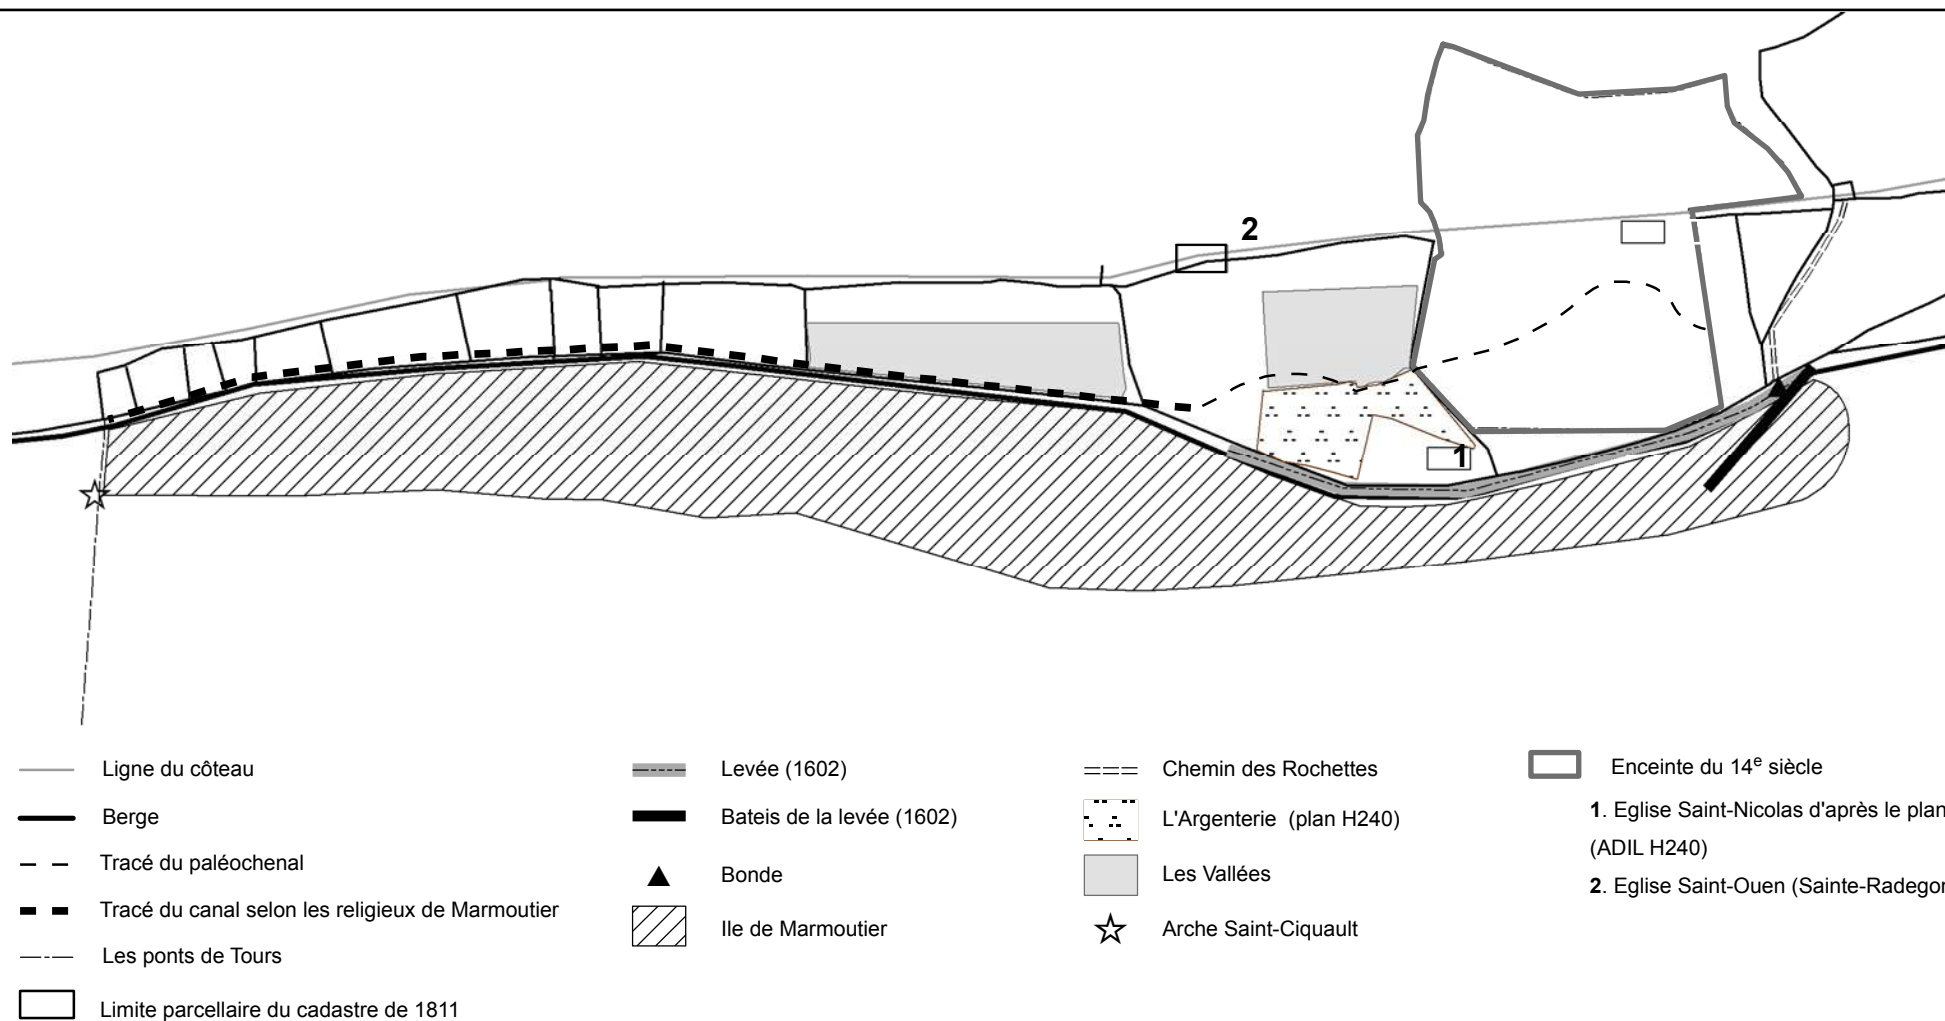 2
1
Ligne du côteau
Berge
Tracé du paléochenal
Tracé du canal selon les religieux de Marmoutier
Les ponts de Tours
Limite parcellaire du cadastre de 1811
Levée (1602)
Bateis de la levée (1602)
Bonde
Ile de Marmoutier
Chemin des Rochettes
L'Argenterie (plan H240)
Les Vallées
Arche Saint-Ciquault
Enceinte du 14e siècle
1. Eglise Saint-Nicolas d'après le plan
(ADIL H240)
2. Eglise Saint-Ouen